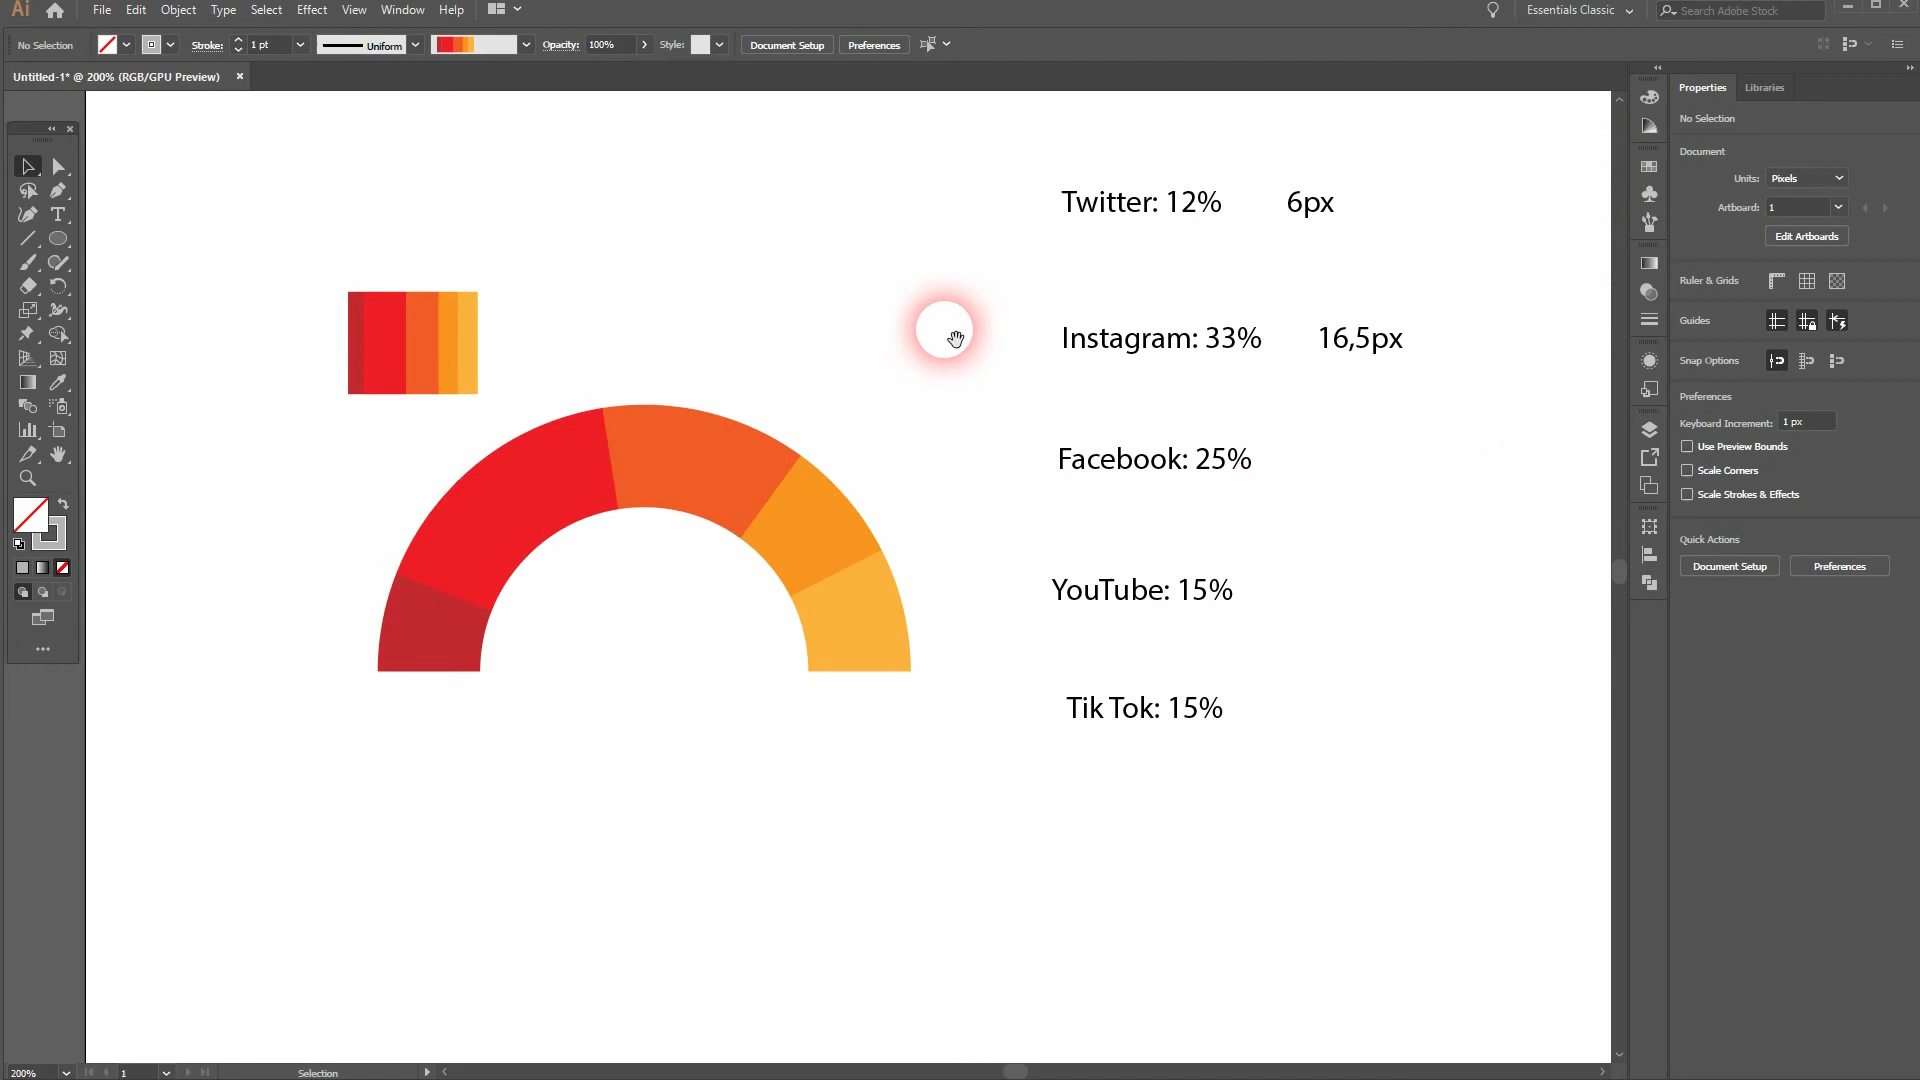 Ai File Edit Object Type Select Effect View Window Help Essentials Classic Search Adobe Stock
No Selection Stroke: 1 pt Uniform Opacity: 100% Style: Document Setup Preferences
Untitled-1* @ 200% (RGB/GPU Preview) ×
Properties Libraries
No Selection
Document
Units: Pixels
Artboard: 1
Edit Artboards
Ruler & Grids
Guides
Snap Options
Preferences
Keyboard Increment: 1 px
Use Preview Bounds
Scale Corners
Scale Strokes & Effects
Quick Actions
Document Setup Preferences
Twitter: 12% 6px
Instagram: 33% 16,5px
Facebook: 25%
YouTube: 15%
Tik Tok: 15%
200% 1 Selection